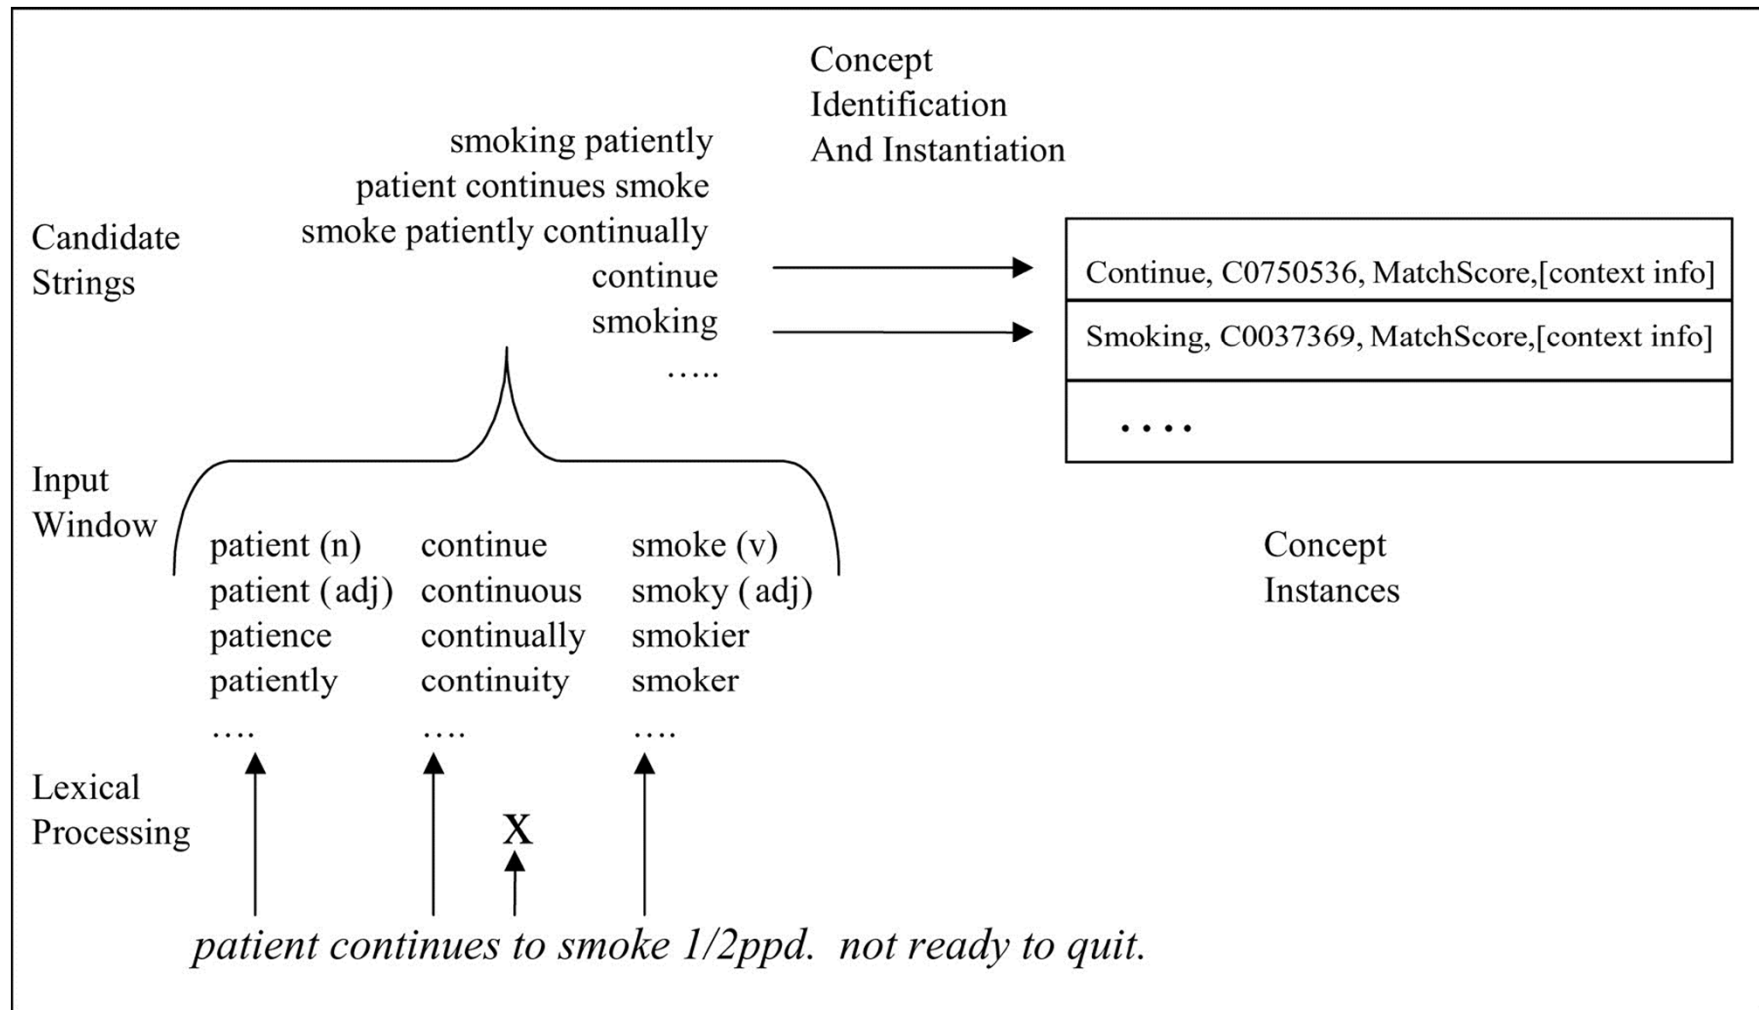 Concept
Identification
And Instantiation
smoking patiently
patient continues smoke
smoke patiently continually
continue
smoking
.....
Candidate
Strings
Continue, C0750536, MatchScore,[context info]
Smoking, C0037369, MatchScore,[context info]
....
Input
Window
patient (n) continue smoke (v)
patient (adj) continuous smoky (adj)
patience continually smokier
patiently continuity smoker
.... .... ....
Concept
Instances
Lexical
Processing
X
patient continues to smoke 1/2ppd. not ready to quit.